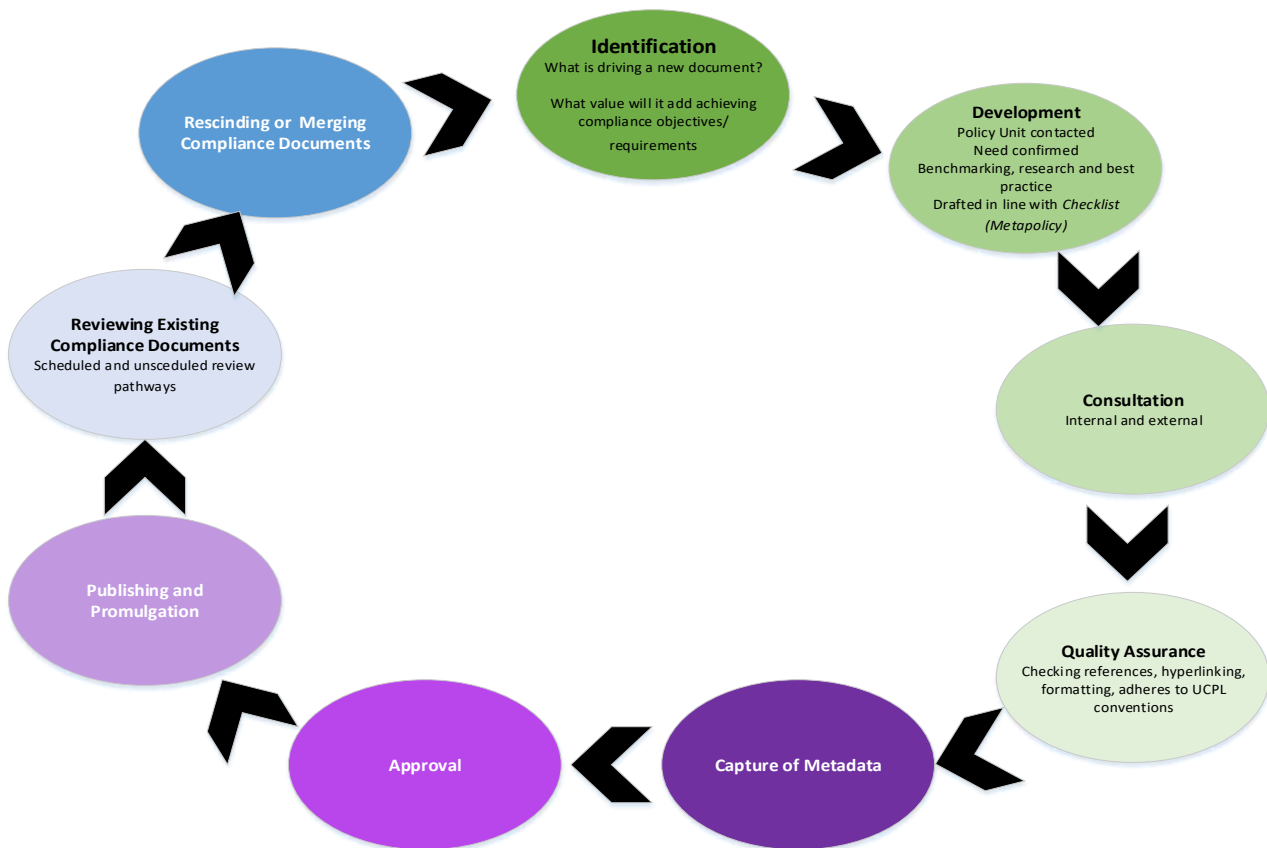 Identification
What is driving a new document?
What value will it add achieving
compliance objectives/
requirements
Development
Policy Unit contacted
Need confirmed
Benchmarking, research and best
practice
Drafted in line with Checklist
(Metapolicy)
Consultation
Internal and external
Quality Assurance
Checking references, hyperlinking,
formatting, adheres to UCPL
conventions
Capture of Metadata
Approval
Publishing and
Promulgation
Reviewing Existing
Compliance Documents
Scheduled and unsceduled review
pathways
Rescinding or  Merging
Compliance Documents